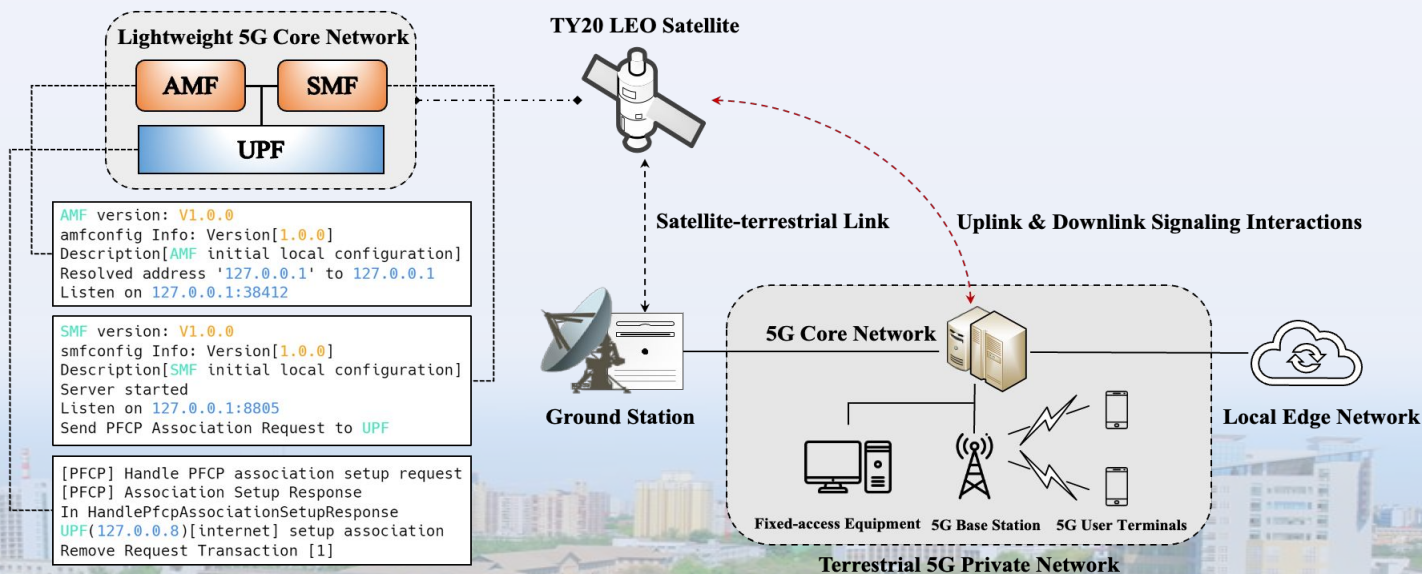 Lightweight 5G Core Network
AMF
SMF
UPF
TY20 LEO Satellite
AMF version: V1.0.0
amfconfig Info: Version[1.0.0]
Description[AMF initial local configuration]
Resolved address '127.0.0.1' to 127.0.0.1
Listen on 127.0.0.1:38412
SMF version: V1.0.0
smfconfig Info: Version[1.0.0]
Description[SMF initial local configuration]
Server started
Listen on 127.0.0.1:8805
Send PFCP Association Request to UPF
[PFCP] Handle PFCP association setup request
[PFCP] Association Setup Response
In HandlePfcpAssociationSetupResponse
UPF(127.0.0.8)[internet] setup association
Remove Request Transaction [1]
Satellite-terrestrial Link
Uplink & Downlink Signaling Interactions
Ground Station
5G Core Network
Local Edge Network
Fixed-access Equipment
5G Base Station
5G User Terminals
Terrestrial 5G Private Network